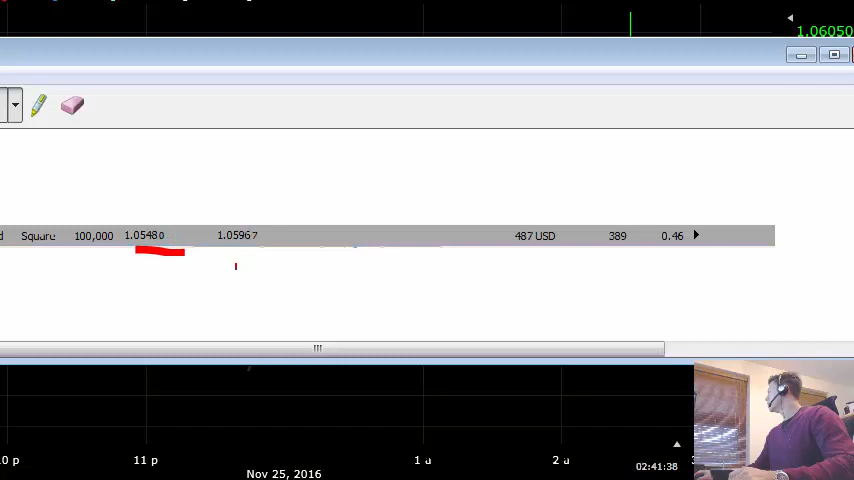 1.06050
d Square 100,000 1.05480 1.05967 487 USD 389 0.46
0 p 11 p 1 a 2 a
Nov 25, 2016 02:41:38